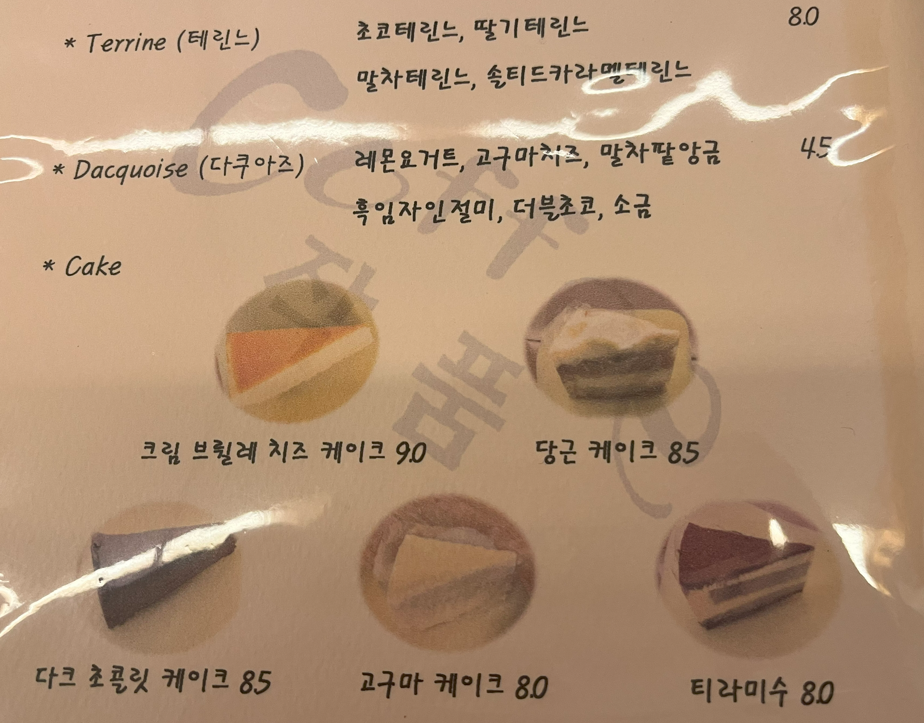 * Terrine (테린느) 초코테린느, 딸기테린느 8.0
말차테린느, 솔티드카라멜테린느
* Dacquoise (다쿠아즈) 레몬요거트, 고구마치즈, 말차팥앙금 4.5
흑임자인절미, 더블초코, 소금
* Cake
크림 브륄레 치즈 케이크 9.0 당근 케이크 8.5
다크 초콜릿 케이크 8.5 고구마 케이크 8.0 티라미수 8.0